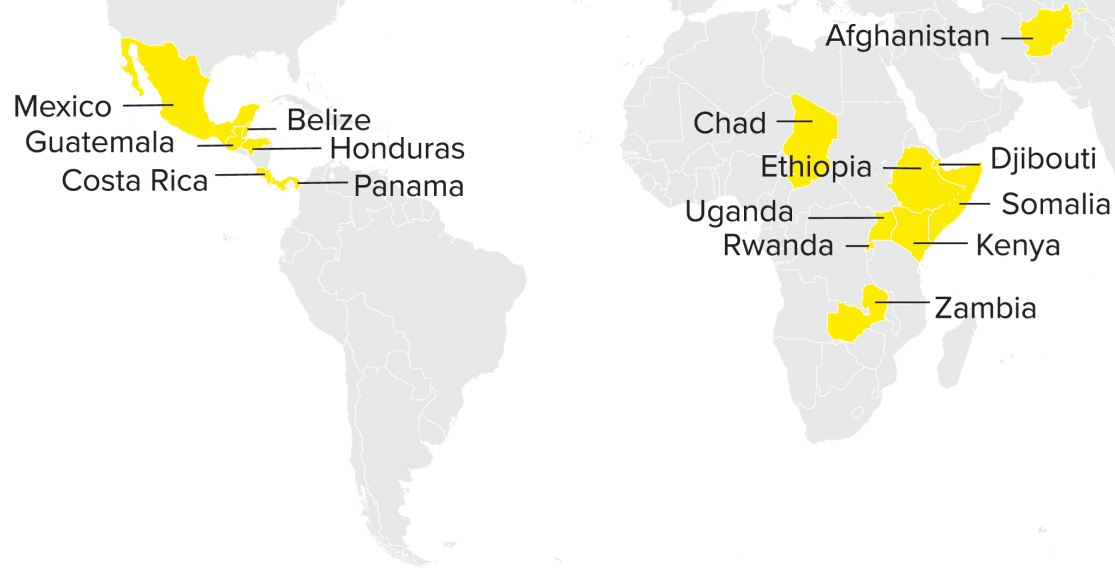 Mexico
Guatemala
Costa Rica
Belize
Honduras
Panama
Afghanistan
Chad
Ethiopia
Uganda
Rwanda
Djibouti
Somalia
Kenya
Zambia